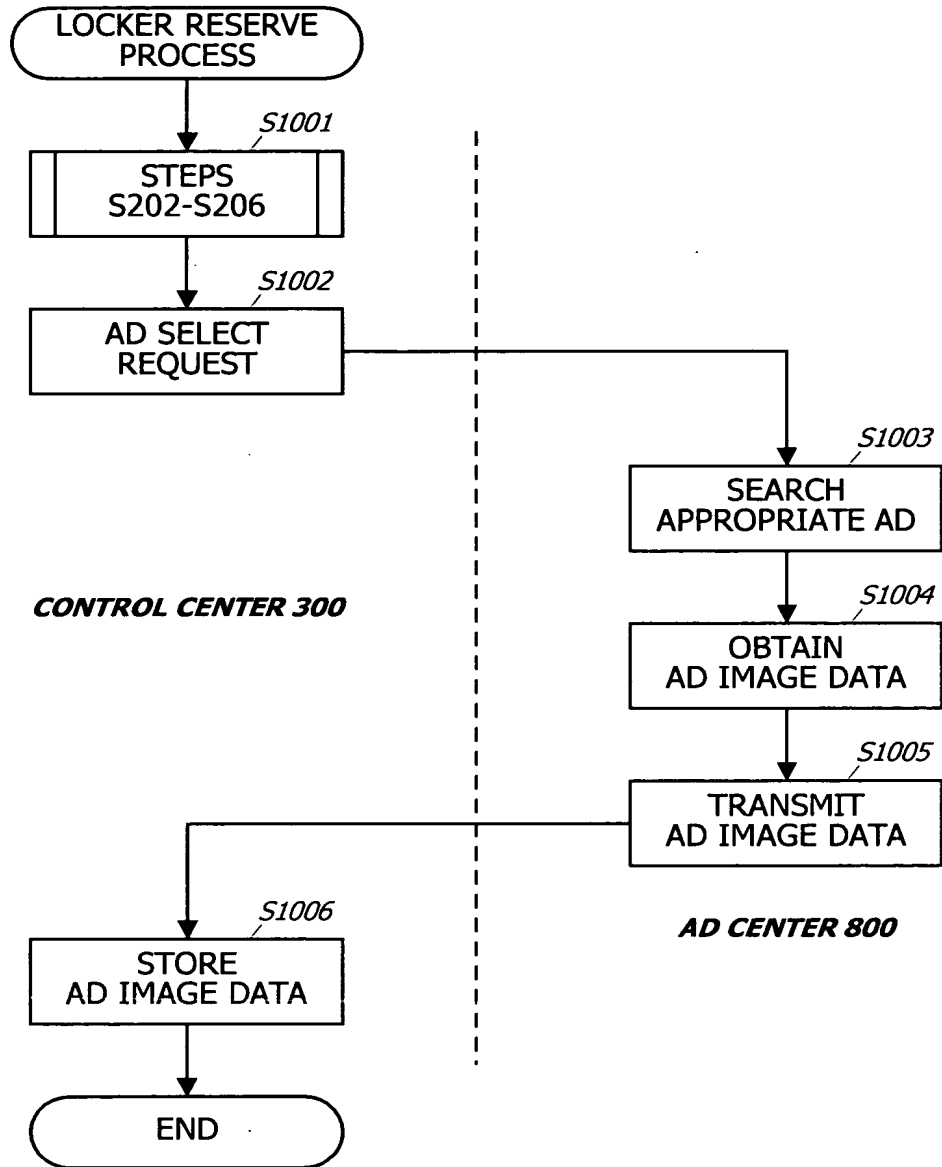 LOCKER RESERVE
PROCESS
S1001
STEPS
S202-S206
S1002
AD SELECT
REQUEST
S1003
SEARCH
APPROPRIATE AD
CONTROL CENTER 300
S1004
OBTAIN
AD IMAGE DATA
S1005
TRANSMIT
AD IMAGE DATA
AD CENTER 800
S1006
STORE
AD IMAGE DATA
END